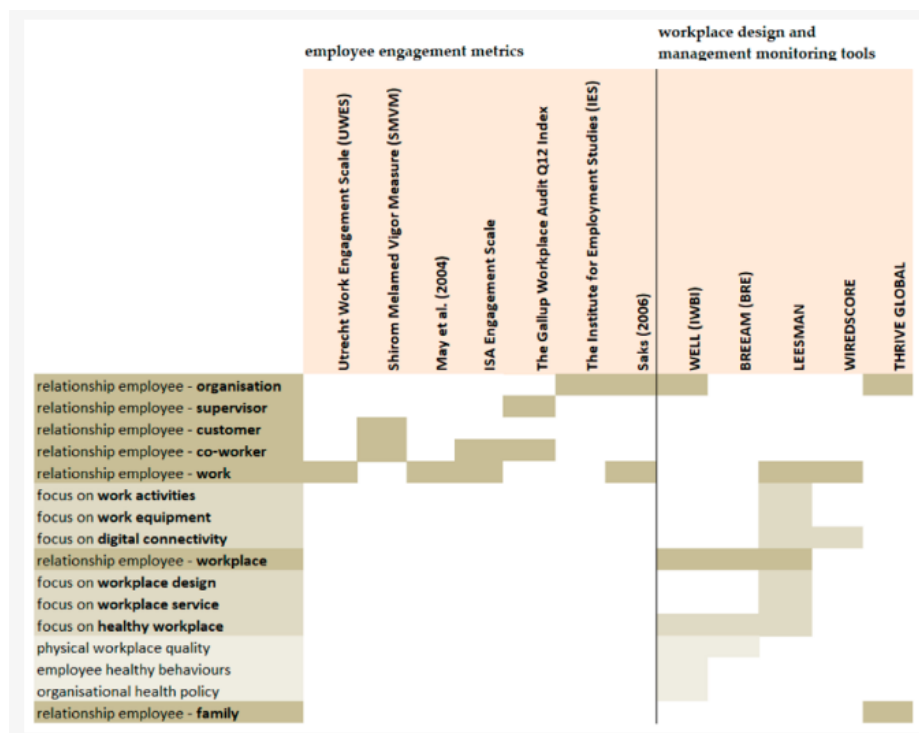 employee engagement metrics
workplace design and
management monitoring tools
Utrecht Work Engagement Scale (UWES)
Shirom Melamed Vigor Measure (SMVM)
May et al. (2004)
ISA Engagement Scale
The Gallup Workplace Audit Q12 Index
The Institute for Employment Studies (IES)
Saks (2006)
WELL (IWBI)
BREEAM (BRE)
LEESMAN
WIREDSCORE
THRIVE GLOBAL
relationship employee - organisation
relationship employee - supervisor
relationship employee - customer
relationship employee - co-worker
relationship employee - work
focus on work activities
focus on work equipment
focus on digital connectivity
relationship employee - workplace
focus on workplace design
focus on workplace service
focus on healthy workplace
physical workplace quality
employee healthy behaviours
organisational health policy
relationship employee - family